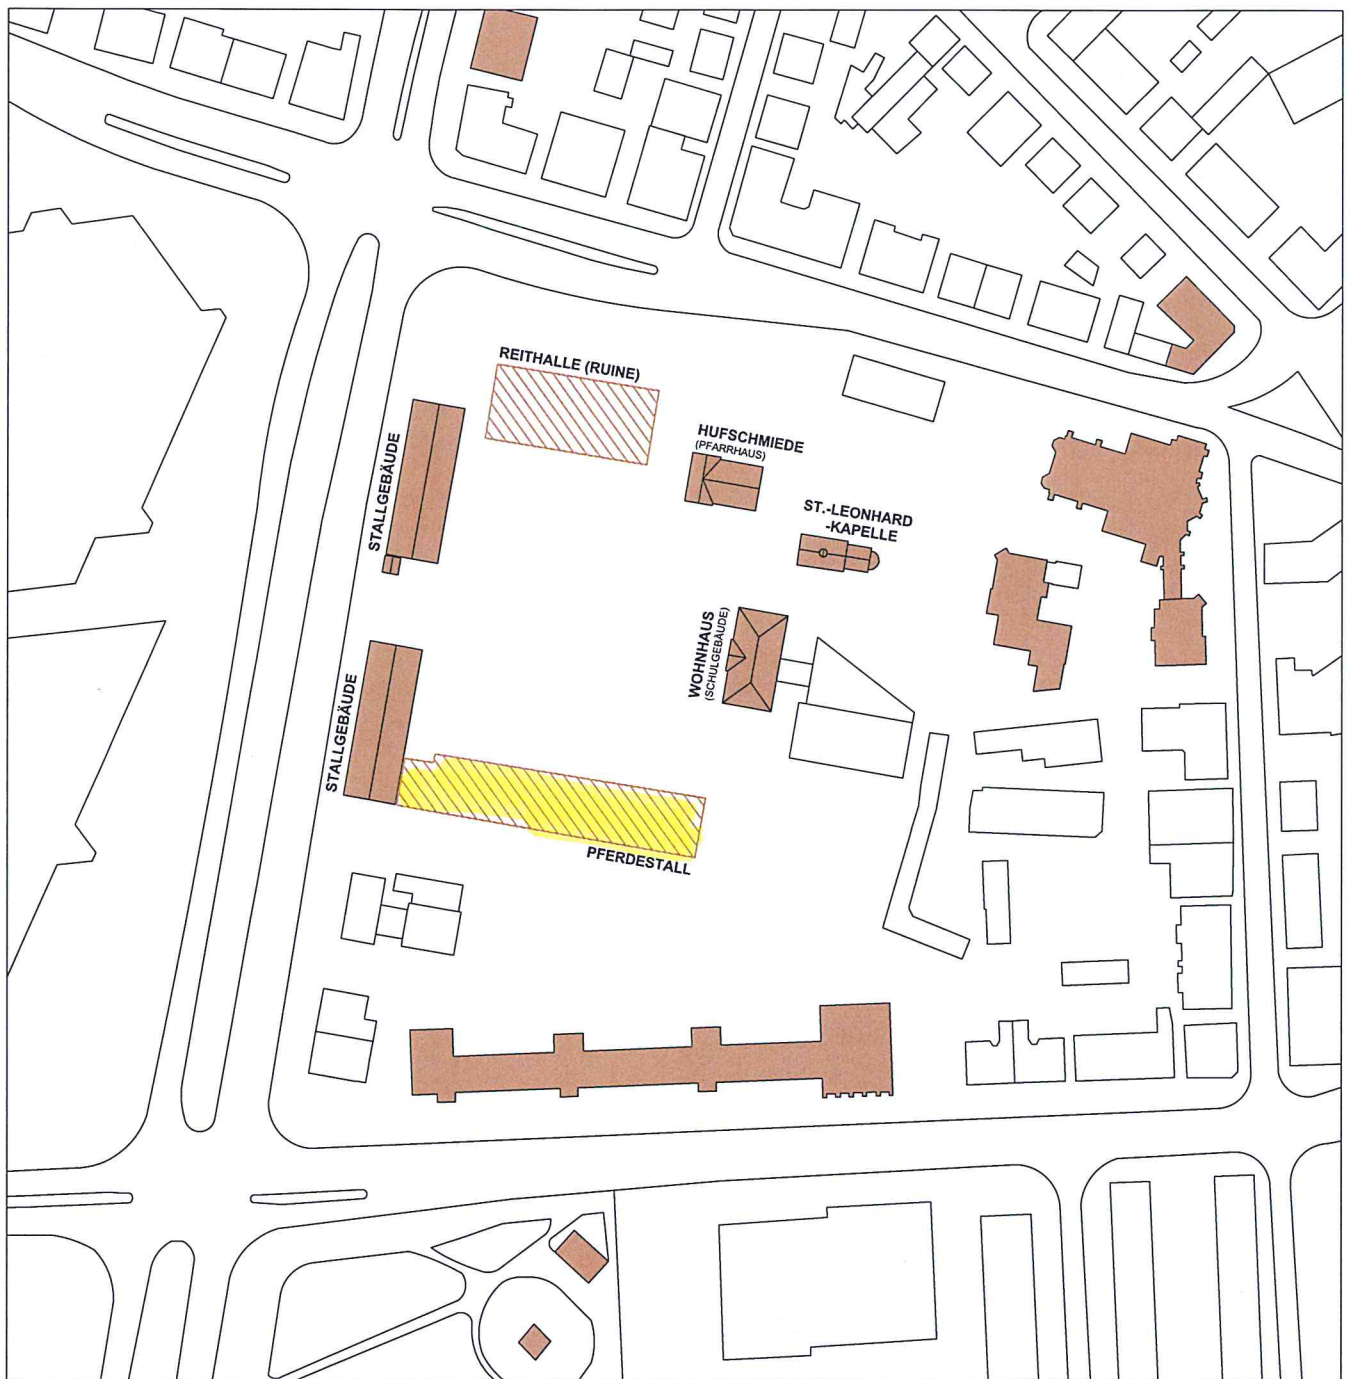 REITHALLE (RUINE)
STALLGEBÄUDE
HUFSCHMIEDE
(PFARRHAUS)
ST.-LEONHARD
-KAPELLE
WOHNHAUS
(SCHULGEBÄUDE)
STALLGEBÄUDE
PFERDESTALL